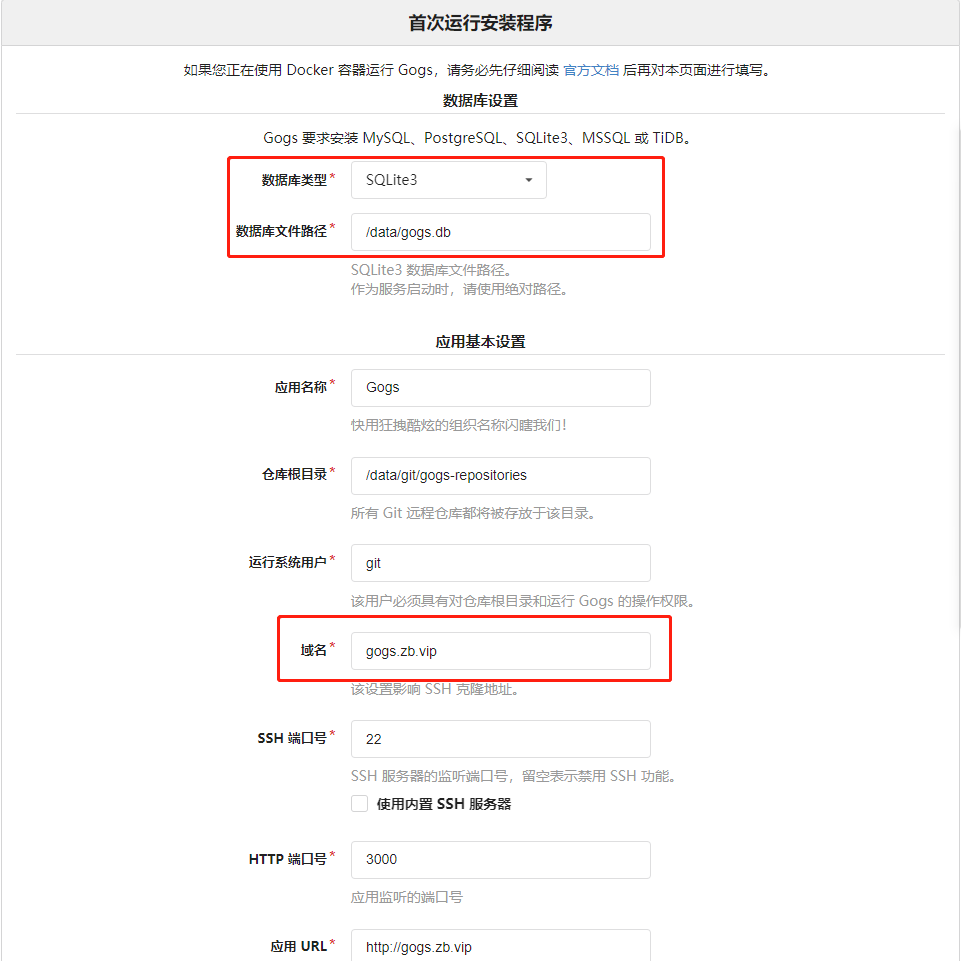 首次运行安装程序
如果您正在使用 Docker 容器运行 Gogs，请务必先仔细阅读 官方文档 后再对本页面进行填写。
数据库设置
Gogs 要求安装 MySQL、PostgreSQL、SQLite3、MSSQL 或 TiDB。
数据库类型* SQLite3
数据库文件路径* /data/gogs.db
SQLite3 数据库文件路径。
作为服务启动时，请使用绝对路径。
应用基本设置
应用名称* Gogs
快用狂拽酷炫的组织名称闪瞎我们！
仓库根目录* /data/git/gogs-repositories
所有 Git 远程仓库都将被存放于该目录。
运行系统用户* git
该用户必须具有对仓库根目录和运行 Gogs 的操作权限。
域名* gogs.zb.vip
该设置影响 SSH 克隆地址。
SSH 端口号* 22
SSH 服务器的监听端口号，留空表示禁用 SSH 功能。
使用内置 SSH 服务器
HTTP 端口号* 3000
应用监听的端口号
应用 URL* http://gogs.zb.vip